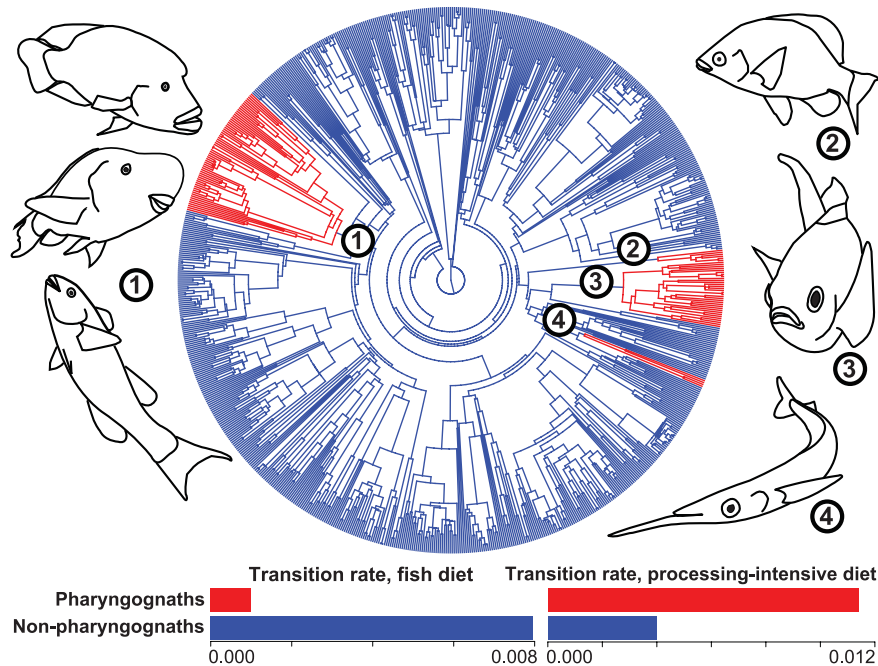 1
2
3
4
1
2
3
4
Transition rate, fish diet
Transition rate, processing-intensive diet
Pharyngognaths
Non-pharyngognaths
0.000 0.008
0.000 0.012